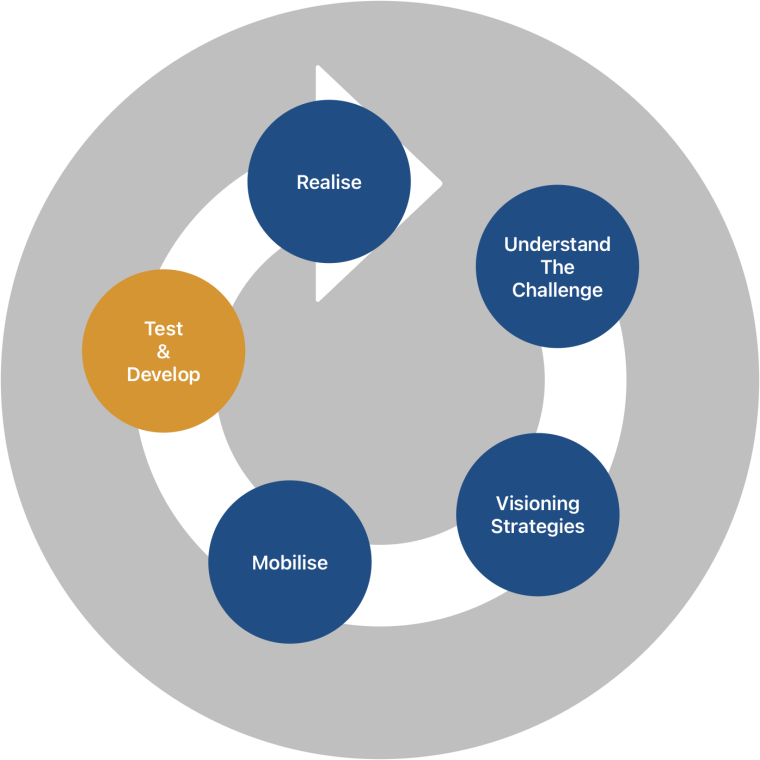 Realise
Understand
The
Challenge
Test
&
Develop
Visioning
Strategies
Mobilise